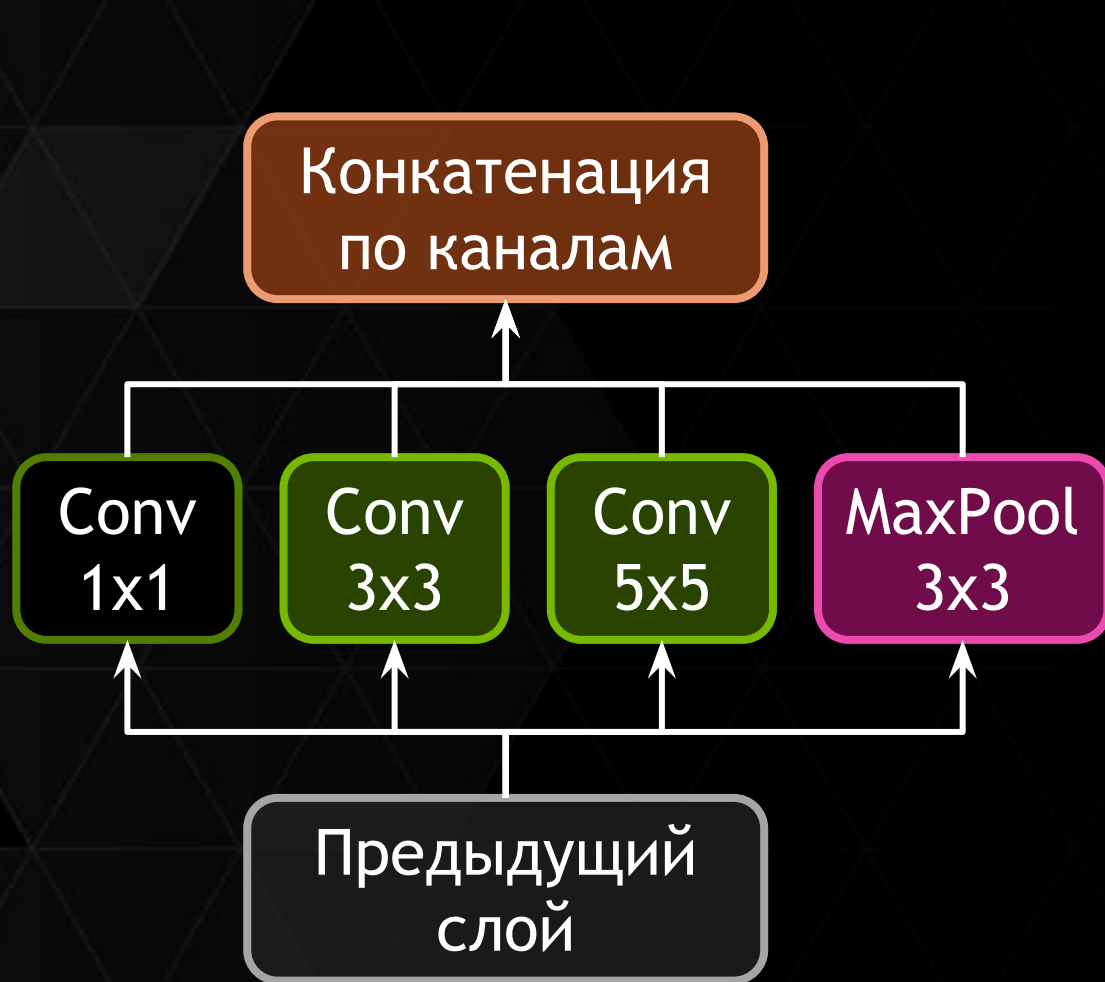 Конкатенация
по каналам
Conv
1x1
Conv
3x3
Conv
5x5
MaxPool
3x3
Предыдущий
слой